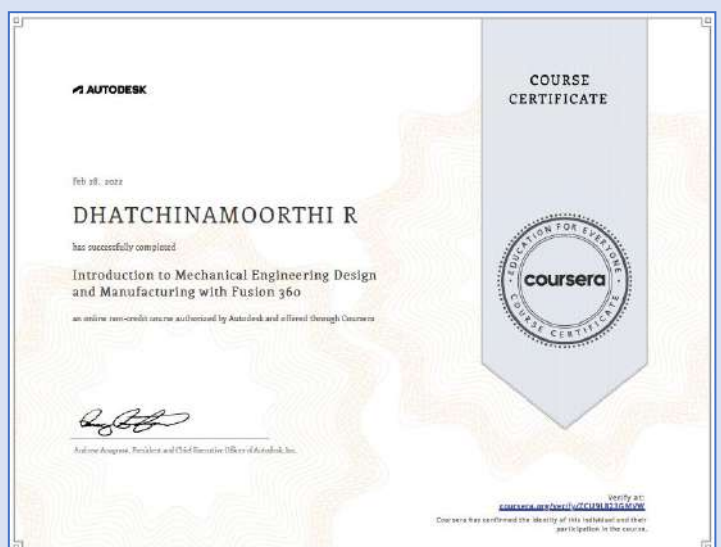 AUTODESK
COURSE
CERTIFICATE
Feb 28, 2022
DHATCHINAMOORTHI R
has successfully completed
Introduction to Mechanical Engineering Design
and Manufacturing with Fusion 360
an online non-credit course authorized by Autodesk and offered through Coursera
EDUCATION FOR EVERYONE
coursera
COURSE CERTIFICATE
Andrew Anagnost, President and Chief Executive Officer of Autodesk, Inc.
Verify at:
coursera.org/verify/
Coursera has confirmed the identity of this individual and their
participation in the course.